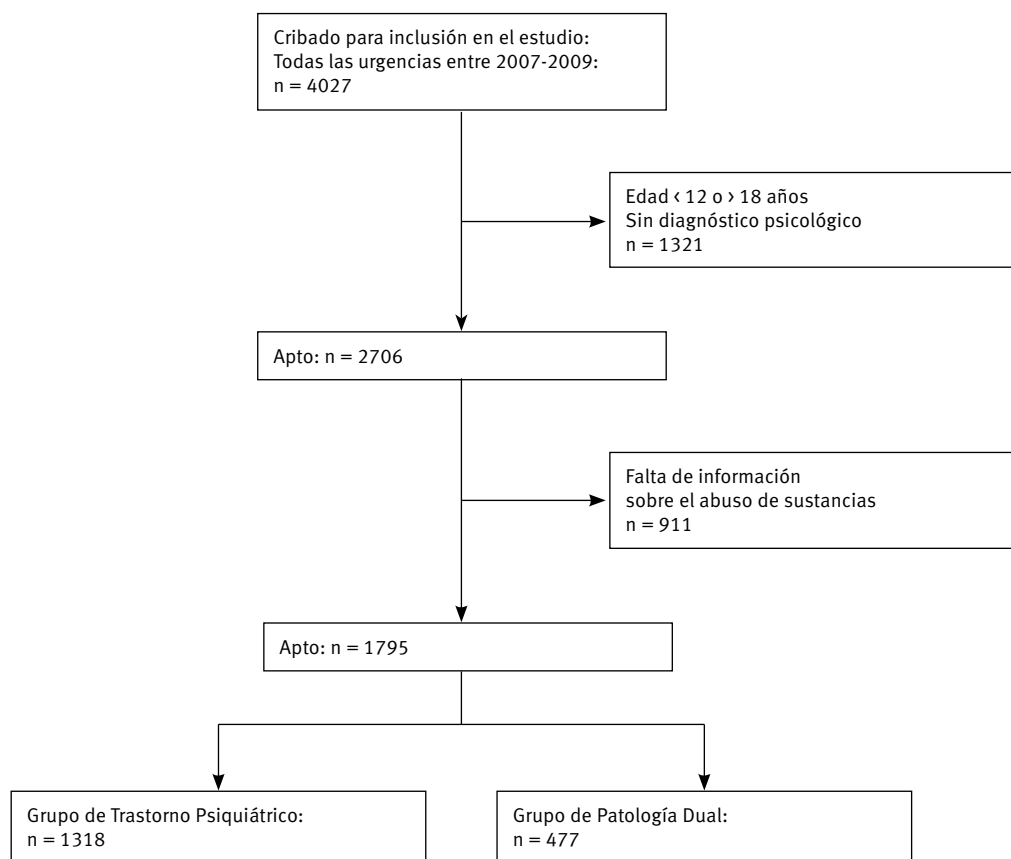 Cribado para inclusión en el estudio:
Todas las urgencias entre 2007-2009:
n = 4027
Edad < 12 o > 18 años
Sin diagnóstico psicológico
n = 1321
Apto: n = 2706
Falta de información
sobre el abuso de sustancias
n = 911
Apto: n = 1795
Grupo de Trastorno Psiquiátrico:
n = 1318
Grupo de Patología Dual:
n = 477